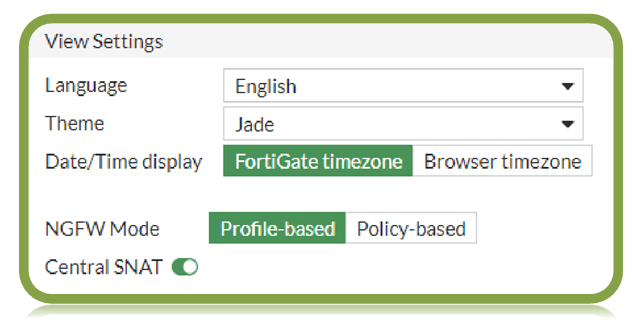 View Settings
Language English
Theme Jade
Date/Time display FortiGate timezone Browser timezone
NGFW Mode Profile-based Policy-based
Central SNAT